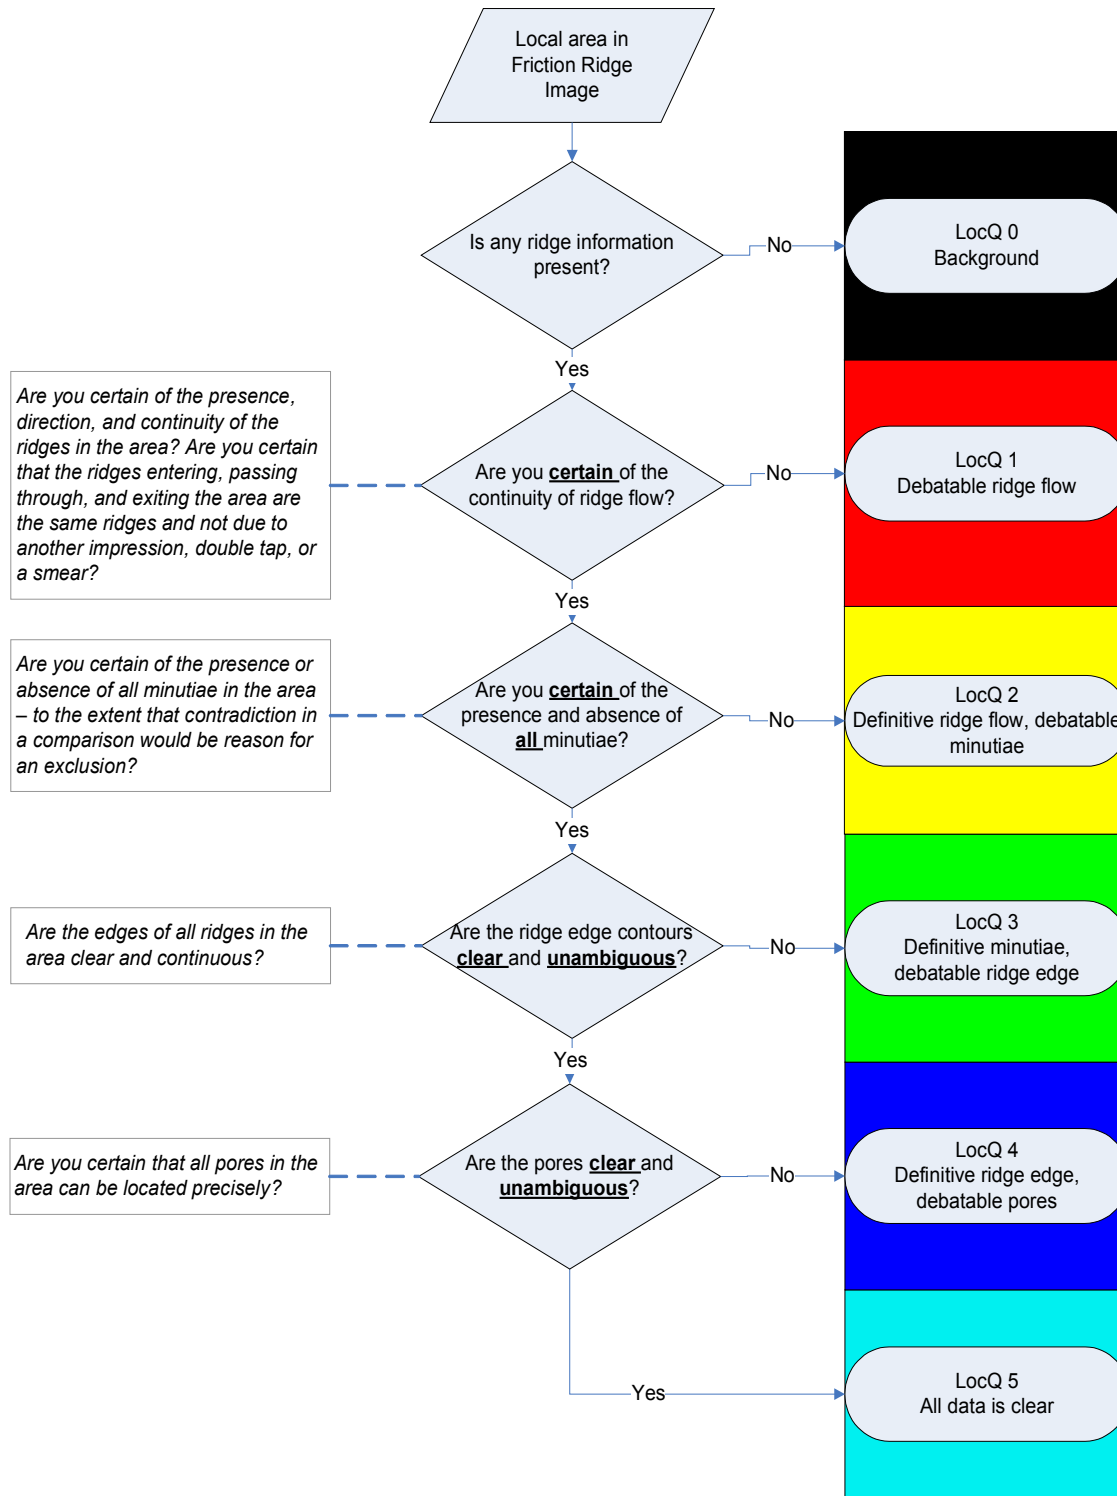 Local area in
Friction Ridge
Image
Is any ridge information
present?
No
LocQ 0
Background
Yes
Are you certain of the presence,
direction, and continuity of the
ridges in the area? Are you certain
that the ridges entering, passing
through, and exiting the area are
the same ridges and not due to
another impression, double tap, or
a smear?
Are you certain of the
continuity of ridge flow?
No
LocQ 1
Debatable ridge flow
Yes
Are you certain of the presence or
absence of all minutiae in the area
– to the extent that contradiction in
a comparison would be reason for
an exclusion?
Are you certain of the
presence and absence of
all minutiae?
No
LocQ 2
Definitive ridge flow, debatable
minutiae
Yes
Are the edges of all ridges in the
area clear and continuous?
Are the ridge edge contours
clear and unambiguous?
No
LocQ 3
Definitive minutiae,
debatable ridge edge
Yes
Are you certain that all pores in the
area can be located precisely?
Are the pores clear and
unambiguous?
No
LocQ 4
Definitive ridge edge,
debatable pores
Yes
LocQ 5
All data is clear